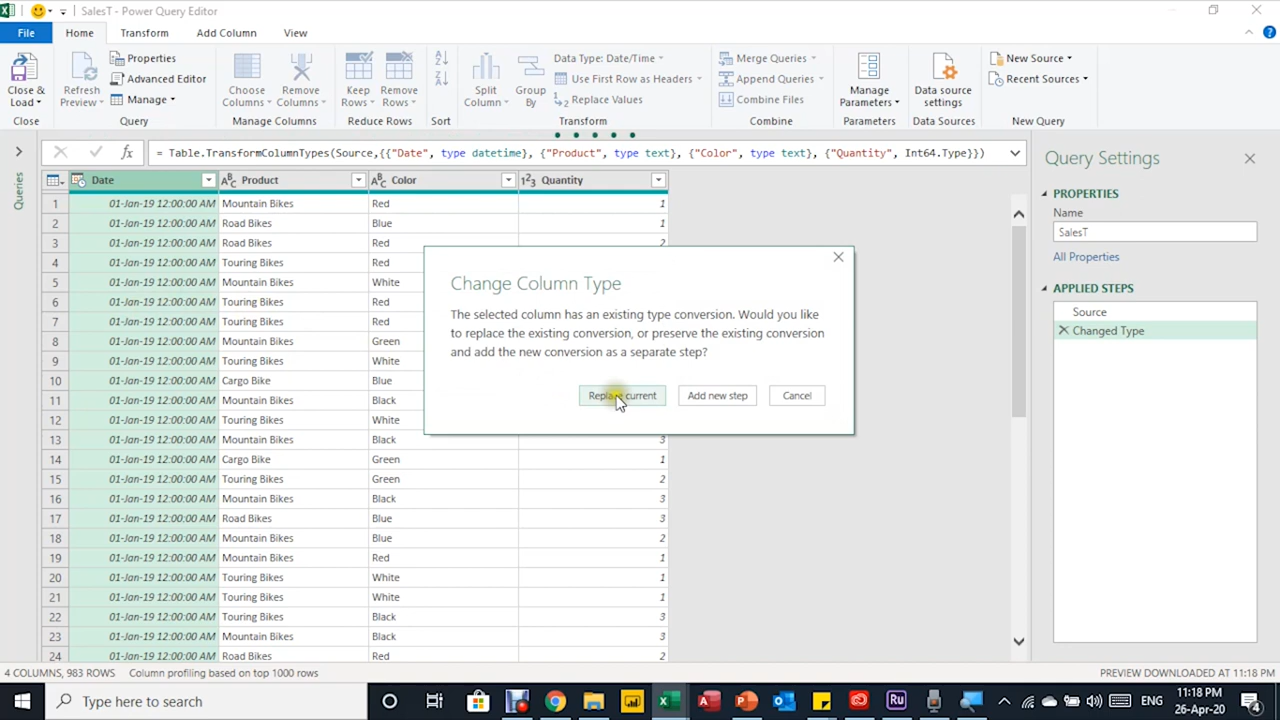 SalesT - Power Query Editor
File
Home
Transform
Add Column
View
Close &
Load
Close
Refresh
Preview
Properties
Advanced Editor
Manage
Query
Choose
Columns
Remove
Columns
Manage Columns
Keep
Rows
Remove
Rows
Reduce Rows
Sort
Split
Column
Group
By
Data Type: Date/Time
Use First Row as Headers
Replace Values
Transform
Merge Queries
Append Queries
Combine Files
Combine
Manage
Parameters
Parameters
Data source
settings
Data Sources
New Source
Recent Sources
New Query
fx
= Table.TransformColumnTypes(Source,{{"Date", type datetime}, {"Product", type text}, {"Color", type text}, {"Quantity", Int64.Type}})
Queries
Date ABC Product ABC Color 123 Quantity
1 01-Jan-19 12:00:00 AM Mountain Bikes Red 1
2 01-Jan-19 12:00:00 AM Road Bikes Blue 1
3 01-Jan-19 12:00:00 AM Road Bikes Red 2
4 01-Jan-19 12:00:00 AM Touring Bikes Red
5 01-Jan-19 12:00:00 AM Mountain Bikes White
6 01-Jan-19 12:00:00 AM Touring Bikes Red
7 01-Jan-19 12:00:00 AM Touring Bikes Red
8 01-Jan-19 12:00:00 AM Mountain Bikes Green
9 01-Jan-19 12:00:00 AM Touring Bikes White
10 01-Jan-19 12:00:00 AM Cargo Bike Blue
11 01-Jan-19 12:00:00 AM Mountain Bikes Black
12 01-Jan-19 12:00:00 AM Touring Bikes White
13 01-Jan-19 12:00:00 AM Mountain Bikes Black 3
14 01-Jan-19 12:00:00 AM Cargo Bike Green 1
15 01-Jan-19 12:00:00 AM Touring Bikes Green 2
16 01-Jan-19 12:00:00 AM Mountain Bikes Black 3
17 01-Jan-19 12:00:00 AM Road Bikes Blue 3
18 01-Jan-19 12:00:00 AM Mountain Bikes Blue 2
19 01-Jan-19 12:00:00 AM Mountain Bikes Red 1
20 01-Jan-19 12:00:00 AM Touring Bikes White 1
21 01-Jan-19 12:00:00 AM Touring Bikes White 1
22 01-Jan-19 12:00:00 AM Touring Bikes Black 3
23 01-Jan-19 12:00:00 AM Mountain Bikes Black 3
24 01-Jan-19 12:00:00 AM Road Bikes Red 2
Change Column Type
The selected column has an existing type conversion. Would you like
to replace the existing conversion, or preserve the existing conversion
and add the new conversion as a separate step?
Replace current
Add new step
Cancel
Query Settings
PROPERTIES
Name
SalesT
All Properties
APPLIED STEPS
Source
Changed Type
4 COLUMNS, 983 ROWS
Column profiling based on top 1000 rows
PREVIEW DOWNLOADED AT 11:18 PM
Type here to search
Ru
ENG
11:18 PM
26-Apr-20
4